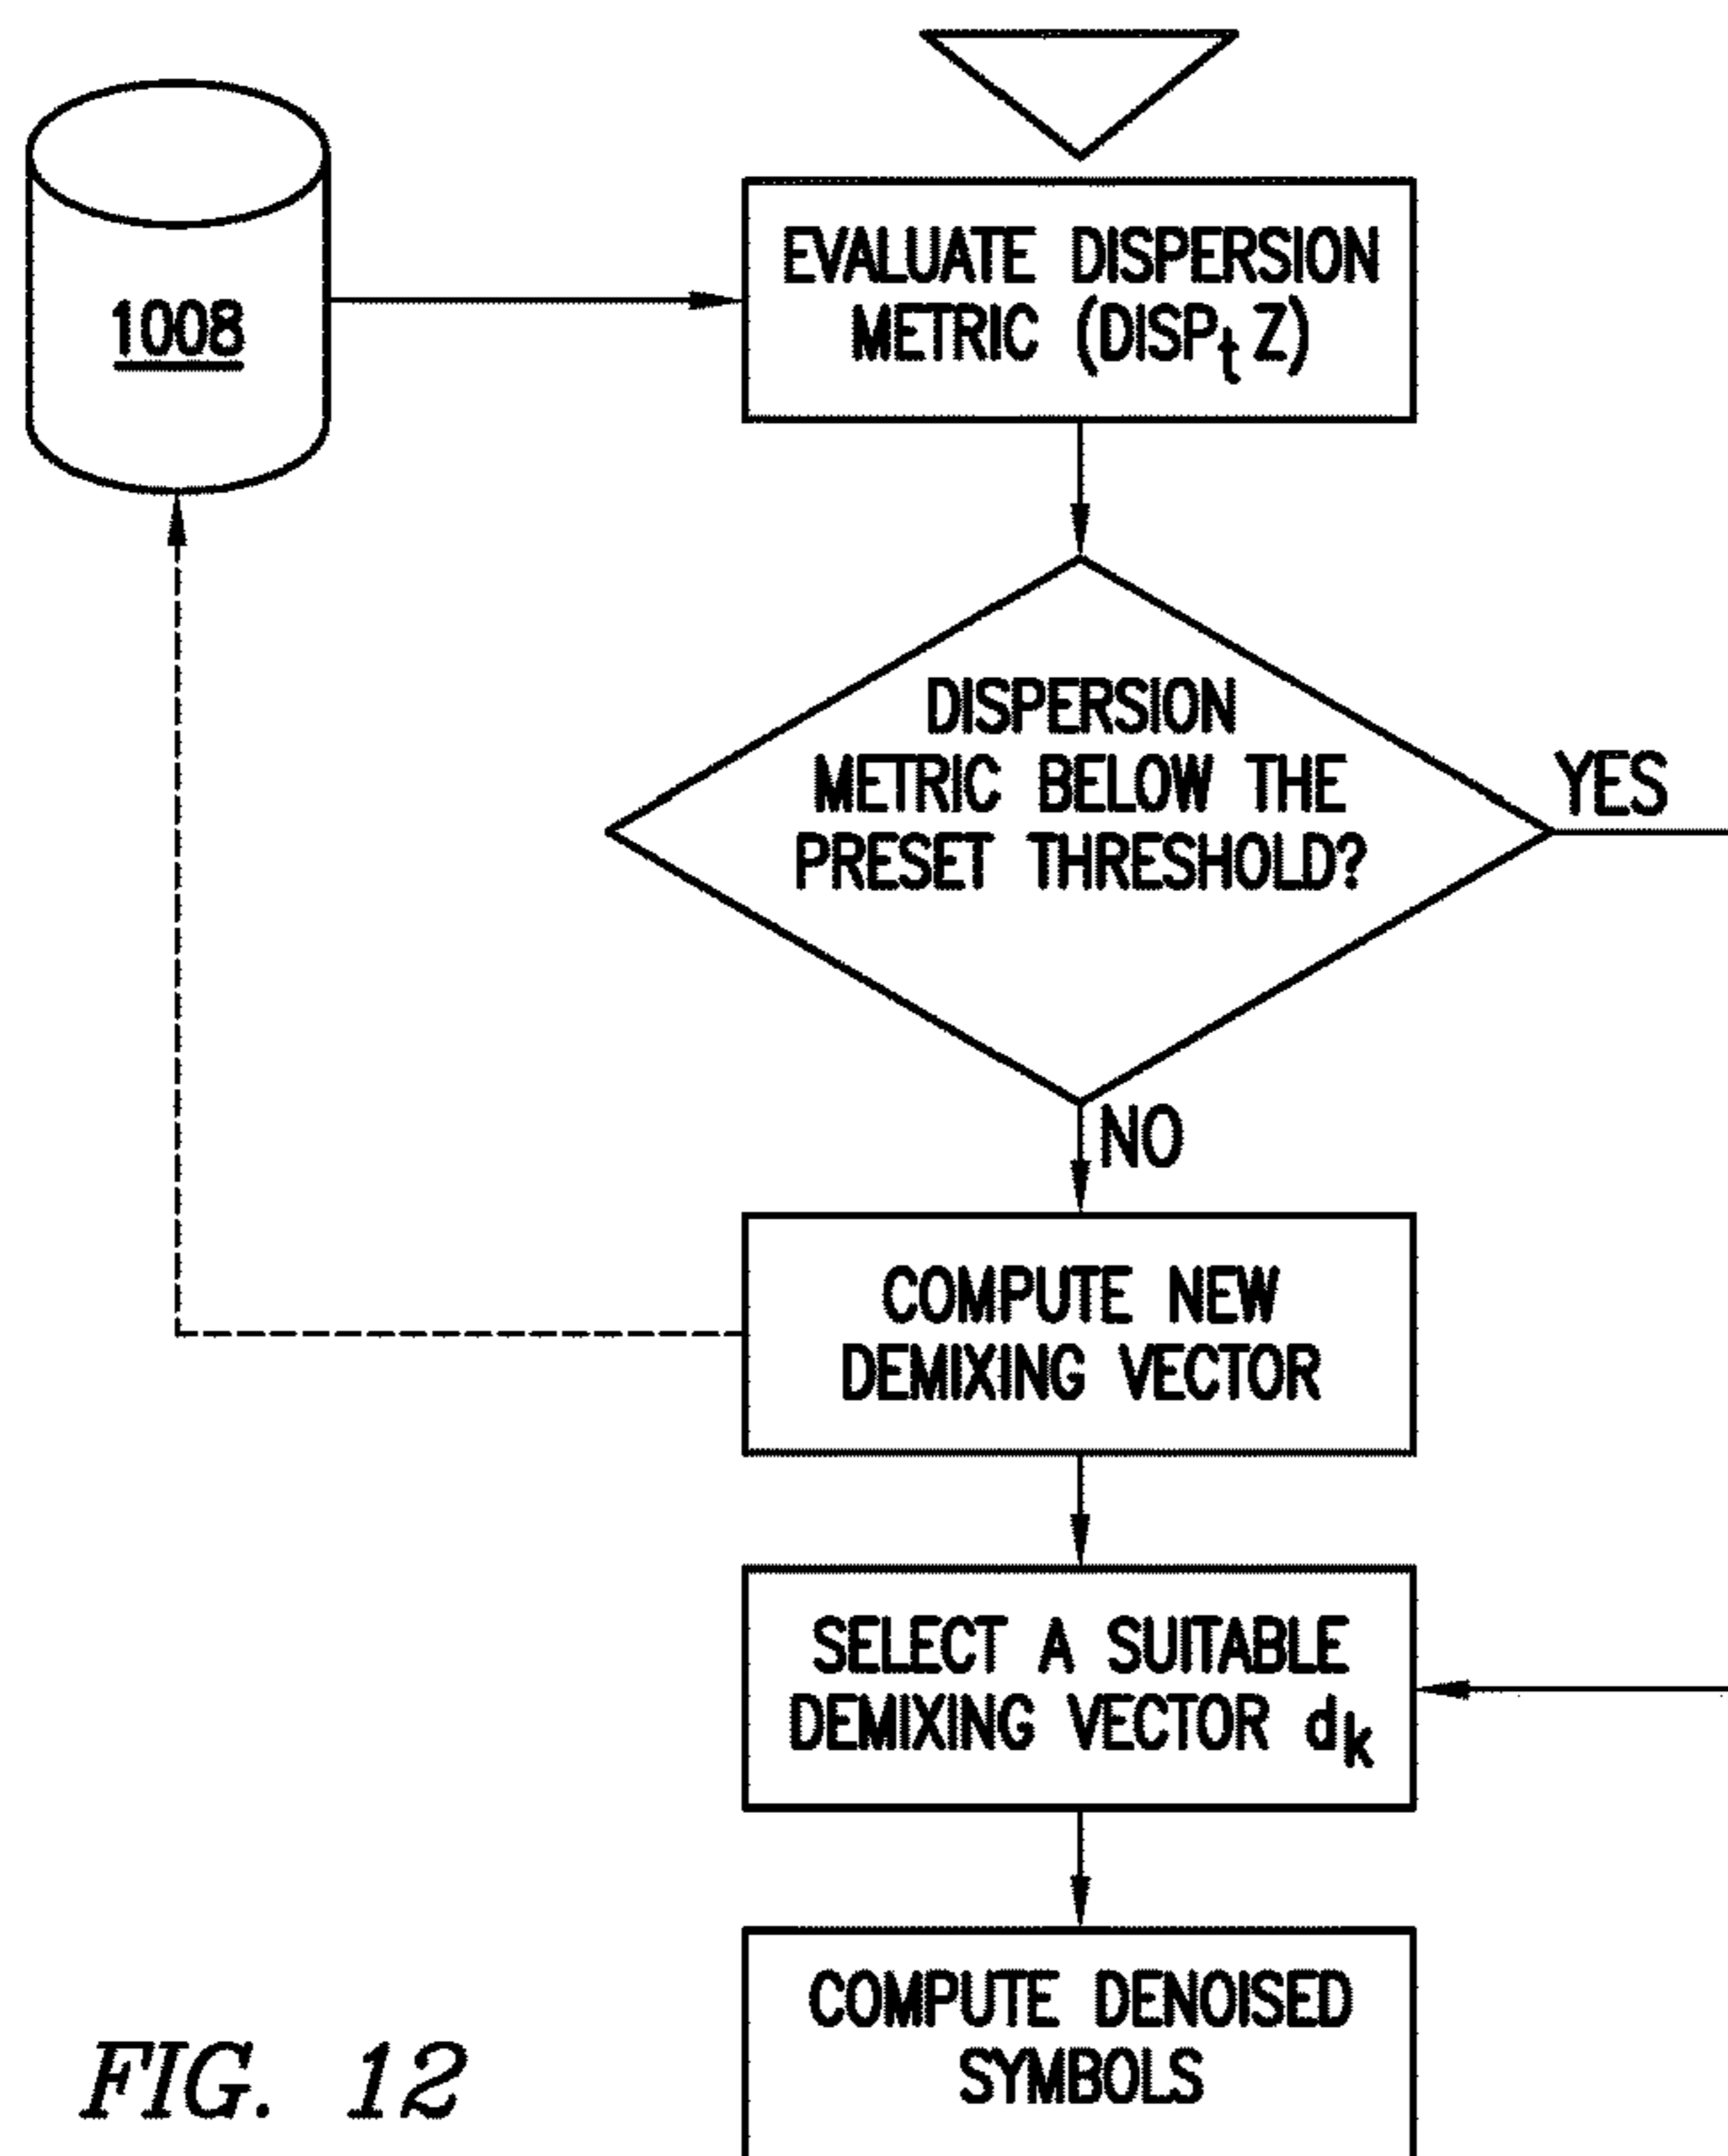 1008
EVALUATE DISPERSION
METRIC (DISPt Z)
DISPERSION
METRIC BELOW THE
PRESET THRESHOLD?
YES
NO
COMPUTE NEW
DEMIXING VECTOR
SELECT A SUITABLE
DEMIXING VECTOR dk
COMPUTE DENOISED
SYMBOLS
FIG. 12